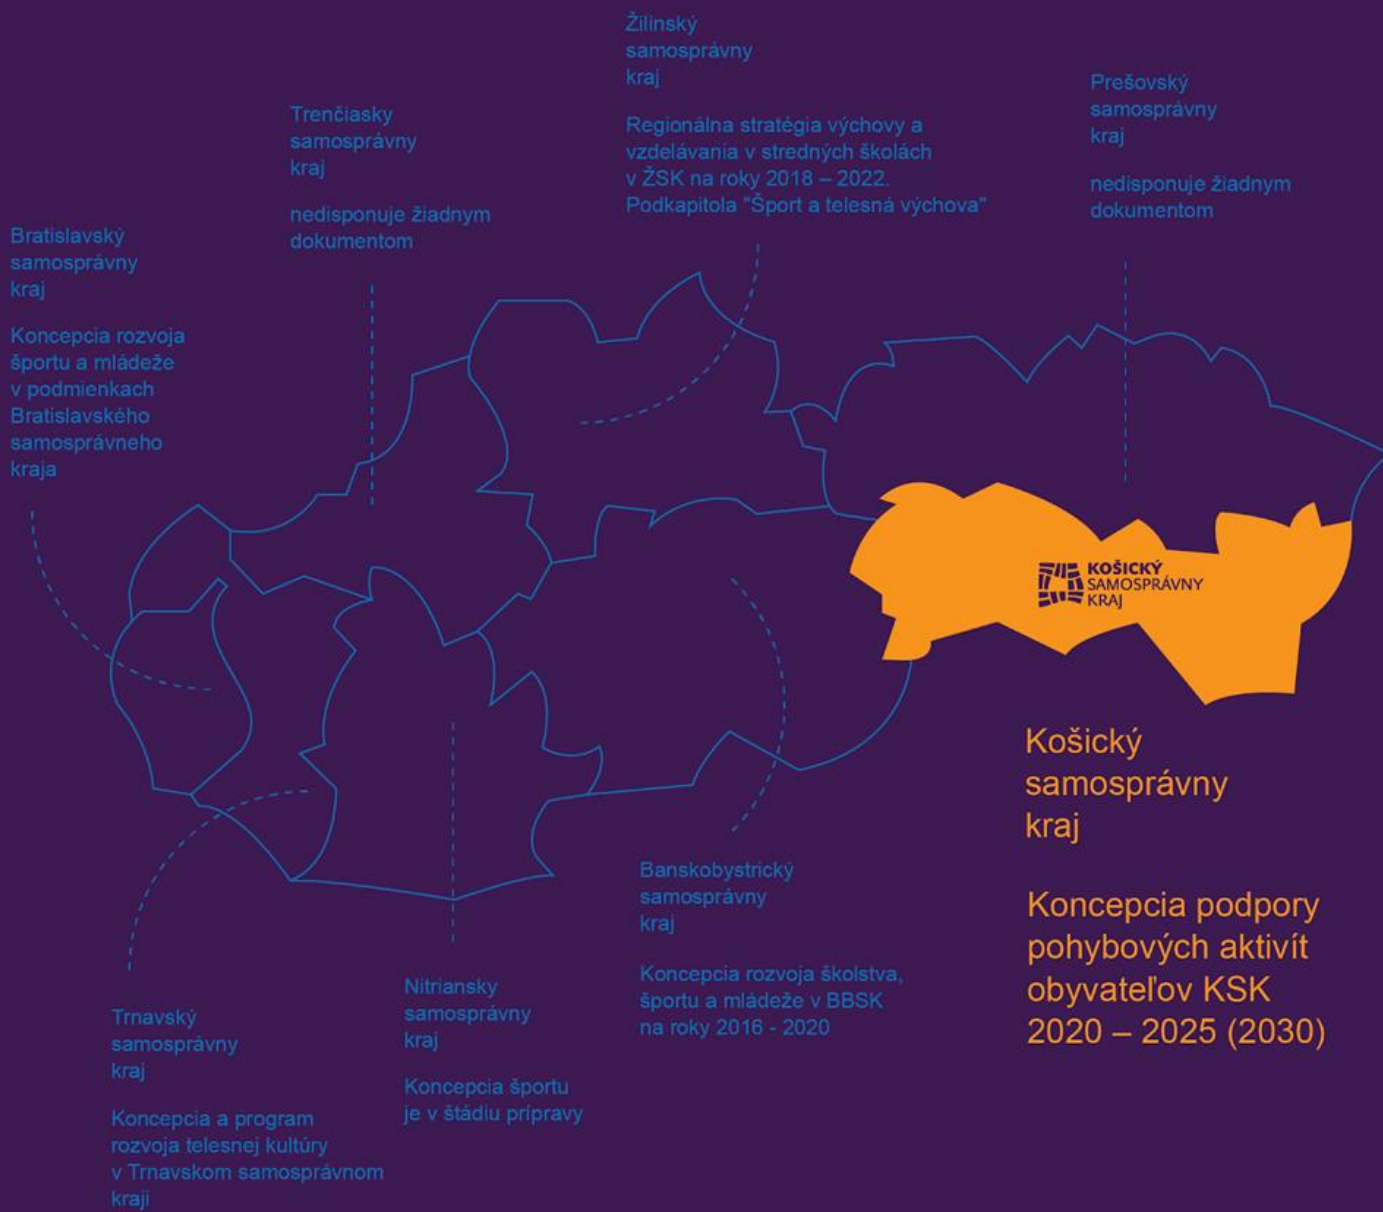 Žilinský
samosprávny
kraj
Regionálna stratégia výchovy a
vzdelávania v stredných školách
v ŽSK na roky 2018 – 2022.
Podkapitola "Šport a telesná výchova"
Prešovský
samosprávny
kraj
nedisponuje žiadnym
dokumentom
Trenčiasky
samosprávny
kraj
nedisponuje žiadnym
dokumentom
Bratislavský
samosprávny
kraj
Koncepcia rozvoja
športu a mládeže
v podmienkach
Bratislavského
samosprávneho
kraja
KOŠICKÝ
SAMOSPRÁVNY
KRAJ
Košický
samosprávny
kraj
Koncepcia podpory
pohybových aktivít
obyvateľov KSK
2020 – 2025 (2030)
Banskobystrický
samosprávny
kraj
Koncepcia rozvoja školstva,
športu a mládeže v BBSK
na roky 2016 - 2020
Nitriansky
samosprávny
kraj
Koncepcia športu
je v štádiu prípravy
Trnavský
samosprávny
kraj
Koncepcia a program
rozvoja telesnej kultúry
v Trnavskom samosprávnom
kraji